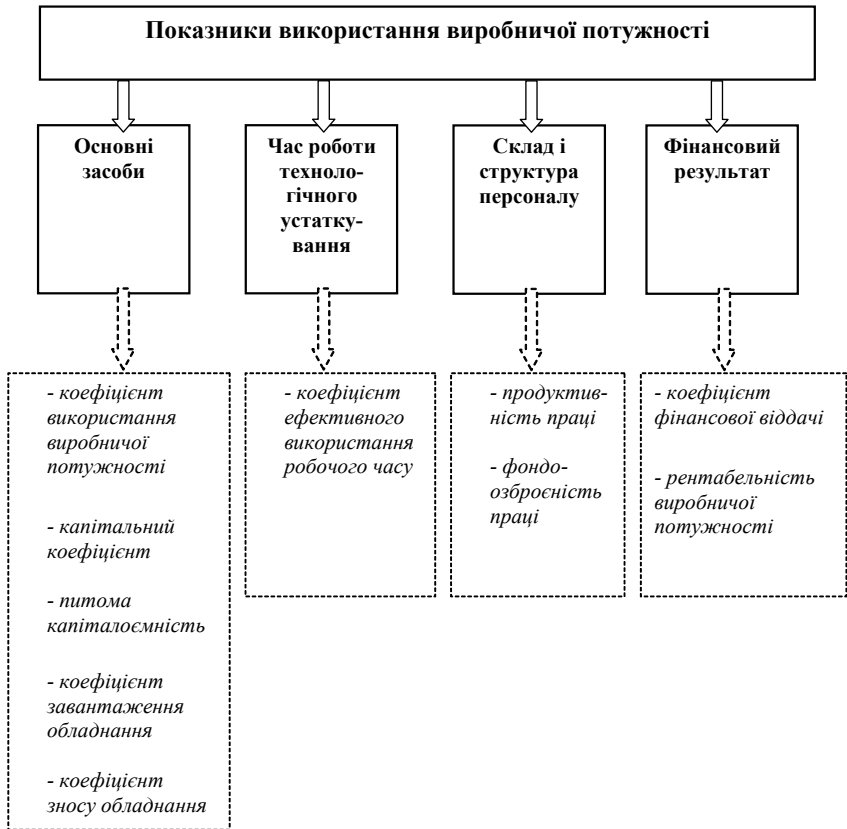 Показники використання виробничої потужності
Основні
засоби
Час роботи
техноло-
гічного
устатку-
вання
Склад і
структура
персоналу
Фінансовий
результат
- коефіцієнт
використання
виробничої
потужності
- капітальний
коефіцієнт
- питома
капіталоємність
- коефіцієнт
завантаження
обладнання
- коефіцієнт
зносу обладнання
- коефіцієнт
ефективного
використання
робочого часу
- продуктив-
ність праці
- фондо-
озброєність
праці
- коефіцієнт
фінансової віддачі
- рентабельність
виробничої
потужності